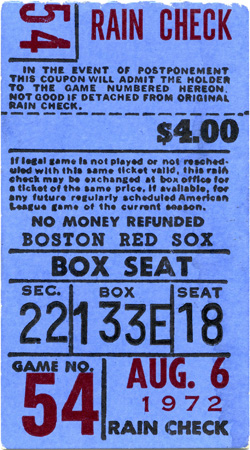 54
RAIN CHECK
IN THE EVENT OF POSTPONEMENT
THIS COUPON WILL ADMIT THE HOLDER
TO THE GAME NUMBERED HEREON.
NOT GOOD IF DETACHED FROM ORIGINAL
RAIN CHECK.
$4.00
If legal game is not played or not resched-
uled with this same ticket valid, this rain
check may be exchanged at box office for
a ticket of the same price, if available, for
any future regularly scheduled American
League game of the current season.
NO MONEY REFUNDED
BOSTON RED SOX
BOX SEAT
SEC. SEAT
22 133E 18
GAME NO. AUG. 6
54 1972
RAIN CHECK